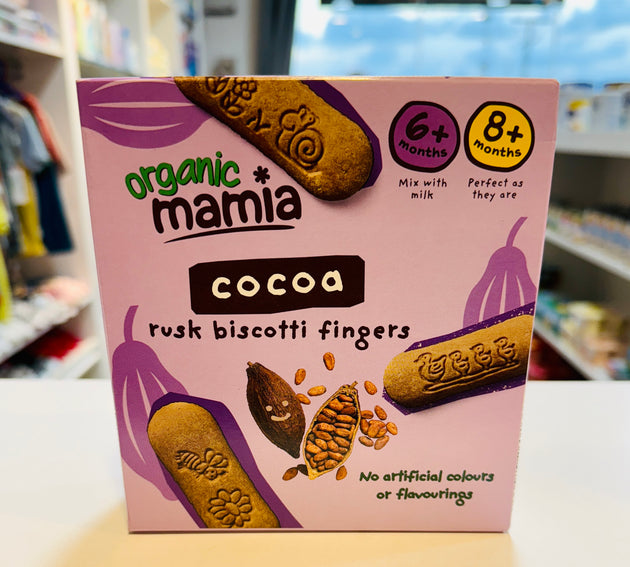 6+
months
8+
months
Mix with
milk
Perfect as
they are
organic
mamia*
cocoa
rusk biscotti fingers
No artificial colours
or flavourings